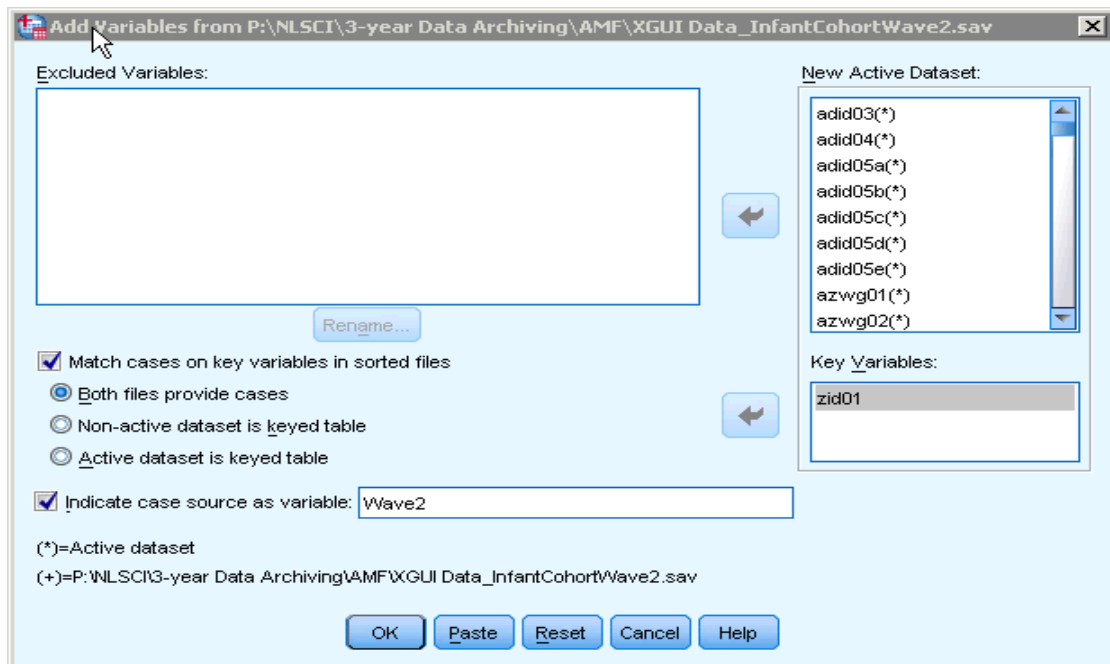 Add Variables from P:\NLSCI\3-year Data Archiving\AMF\XGUI Data_InfantCohortWave2.sav
Excluded Variables:
New Active Dataset:
adid03(*)
adid04(*)
adid05a(*)
adid05b(*)
adid05c(*)
adid05d(*)
adid05e(*)
azwg01(*)
azwg02(*)
Rename...
Match cases on key variables in sorted files
Both files provide cases
Non-active dataset is keyed table
Active dataset is keyed table
Key Variables:
zid01
Indicate case source as variable: Wave2
(*)=Active dataset
(+)=P:\NLSCI\3-year Data Archiving\AMF\XGUI Data_InfantCohortWave2.sav
OK Paste Reset Cancel Help